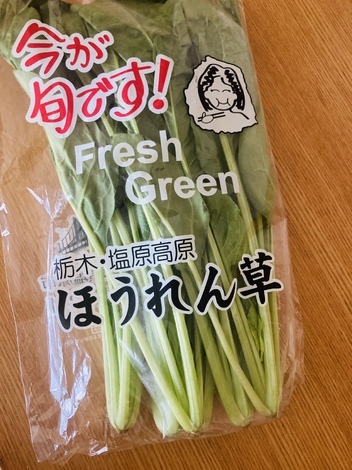 今が
旬です！
Fresh
Green
栃木・塩原高原
ほうれん草